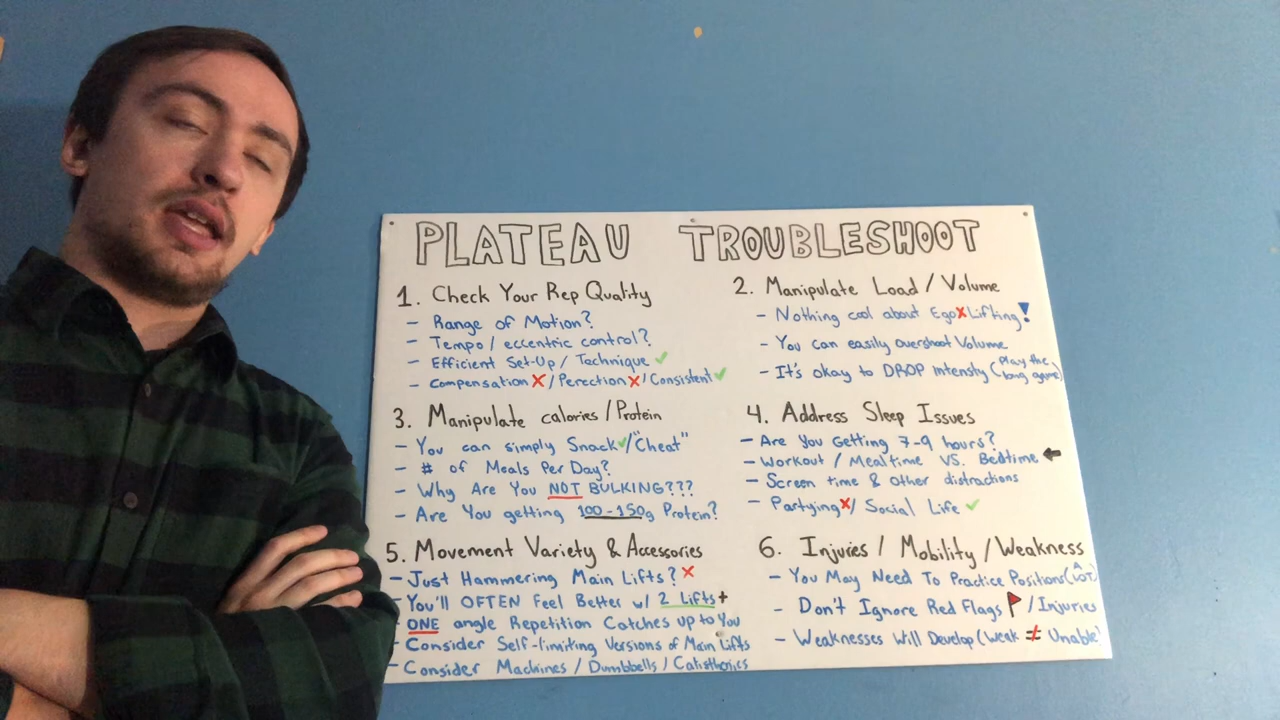 PLATEAU TROUBLESHOOT
1. Check Your Rep Quality
- Range of Motion?
- Tempo / eccentric control?
- Efficient Set-Up / Technique ✓
- Compensation X / Perection X / Consistent ✓
2. Manipulate Load / Volume
- Nothing cool about Ego X Lifting!
- You can easily overshoot Volume
- It's okay to DROP intensity (Play the long game)
3. Manipulate calories / Protein
- You can simply Snack ✓ / "Cheat"
- # of Meals Per Day?
- Why Are You NOT BULKING???
- Are You getting 100-150g Protein?
4. Address Sleep Issues
- Are You Getting 7-9 hours?
- Workout / Mealtime VS. Bedtime ←
- Screen time & Other distractions
- Partying X / Social Life ✓
5. Movement Variety & Accessories
- Just Hammering Main Lifts? X
- You'll OFTEN Feel Better w/ 2 Lifts +
- ONE angle Repetition Catches up to You
- Consider Self-limiting Versions of Main Lifts
- Consider Machines / Dumbbells / Calisthenics
6. Injuries / Mobility / Weakness
- You May Need To Practice Positions
- Don't Ignore Red Flags / Injuries
- Weaknesses Will Develop (Weak ≠ Unable)